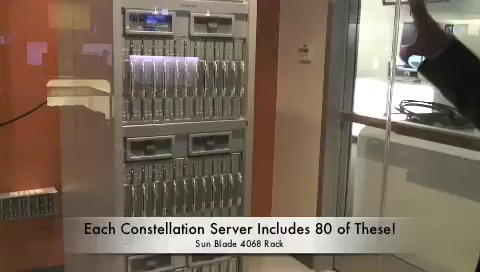 Each Constellation Server Includes 80 of These!
Sun Blade 4068 Rack